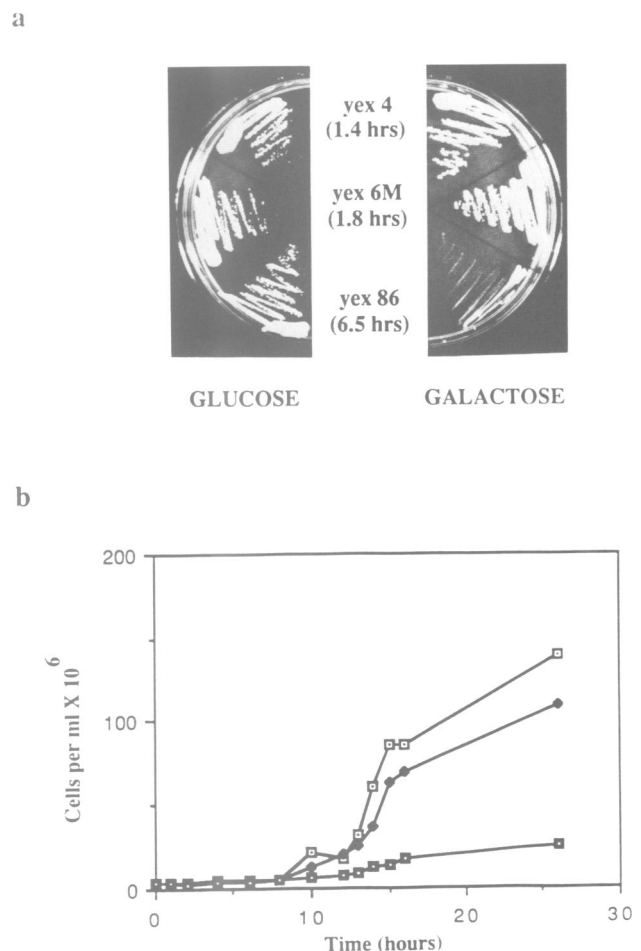 a
yex 4
(1.4 hrs)
yex 6M
(1.8 hrs)
yex 86
(6.5 hrs)
GLUCOSE
GALACTOSE
b
200
100
0
Cells per ml X 10^6
0
10
20
30
Time (hours)